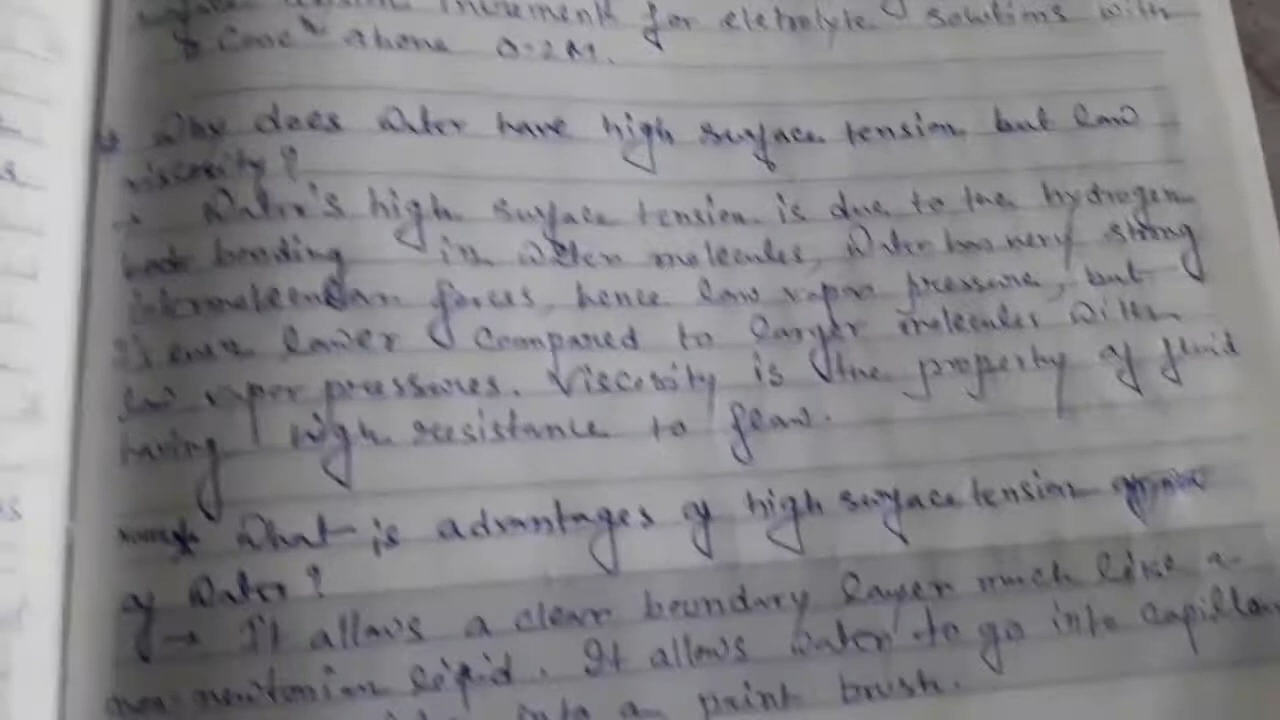 increment for eletrolyte solutions with
conc above 0.2M.
Why does water have high surface tension but low
viscosity?
→ Water's high surface tension is due to the hydrogen
bonding in water molecules, Water has very strong
intermolecular forces, hence low vapor pressure, but
even lower compared to larger molecules with
low vapor pressures. Viscosity is the property of fluid
having high resistance to flow.
What is advantages of high surface tension
of water?
→ It allows a clear boundary layer much like a
non-newtonian liquid. It allows water to go into
into a paint brush.